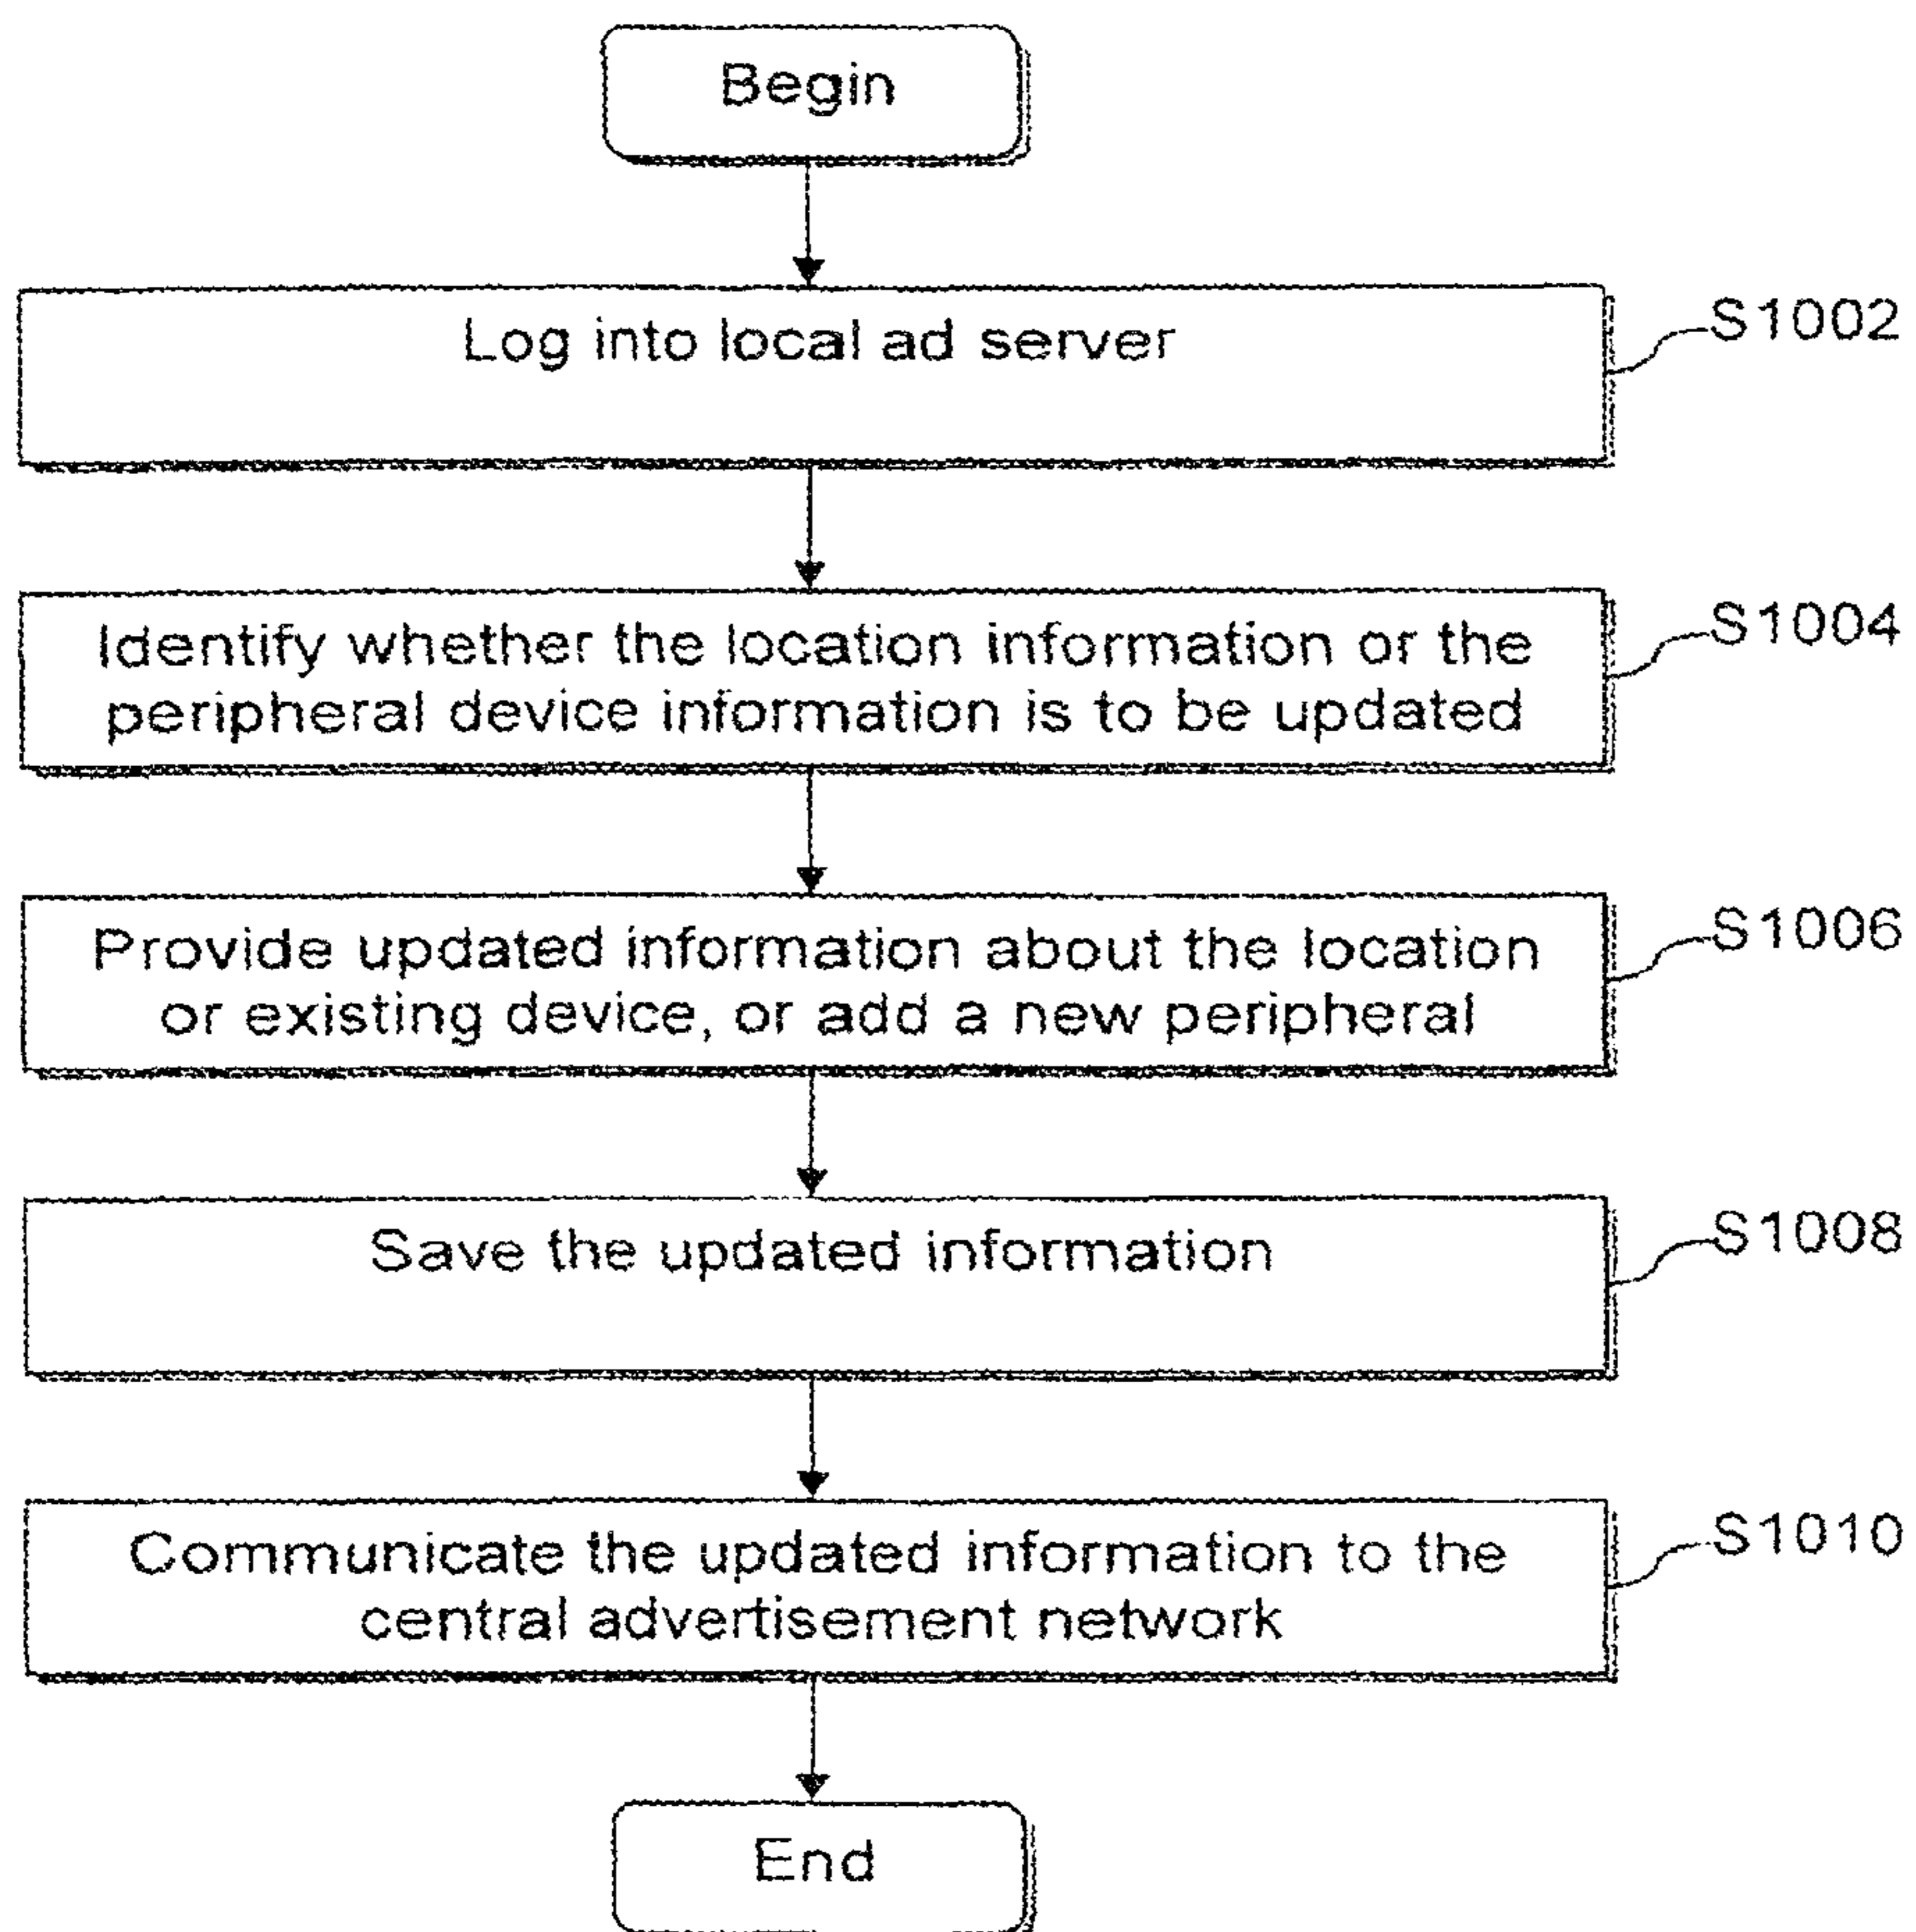 Begin
Log into local ad server
S1002
Identify whether the location information or the
peripheral device information is to be updated
S1004
Provide updated information about the location
or existing device, or add a new peripheral
S1006
Save the updated information
S1008
Communicate the updated information to the
central advertisement network
S1010
End